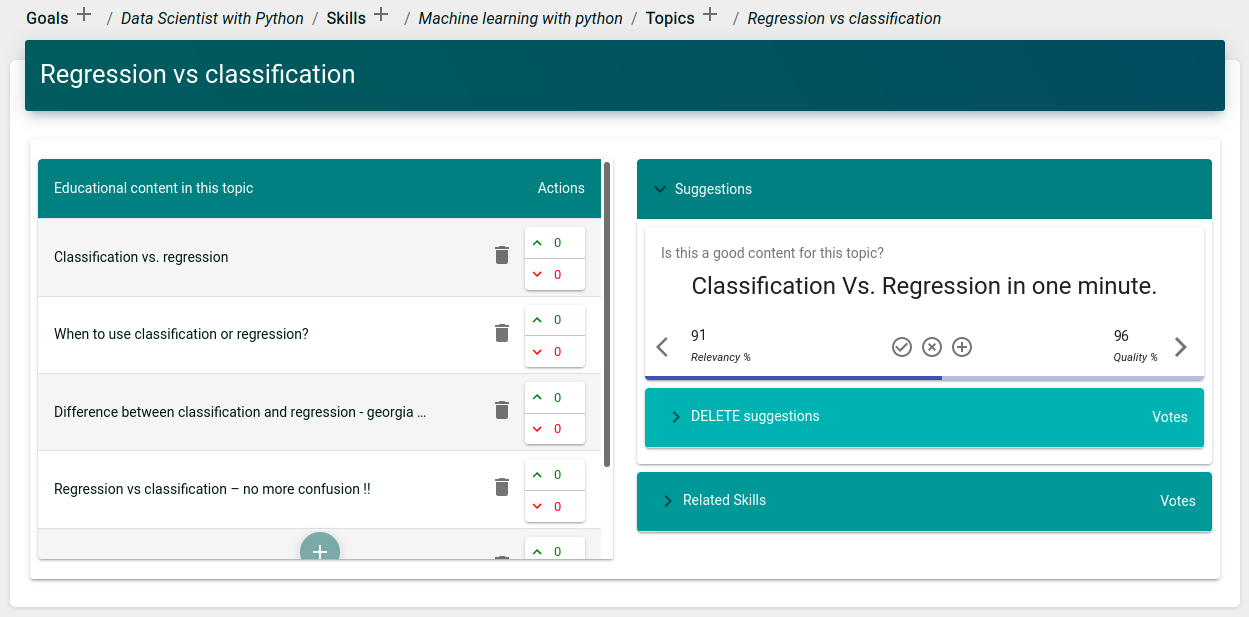 Goals + / Data Scientist with Python / Skills + / Machine learning with python / Topics + / Regression vs classification
Regression vs classification
Educational content in this topic Actions
Classification vs. regression
0
0
When to use classification or regression?
0
0
Difference between classification and regression - georgia ...
0
0
Regression vs classification – no more confusion !!
0
0
0
Suggestions
Is this a good content for this topic?
Classification Vs. Regression in one minute.
91 96
Relevancy % Quality %
DELETE suggestions Votes
Related Skills Votes